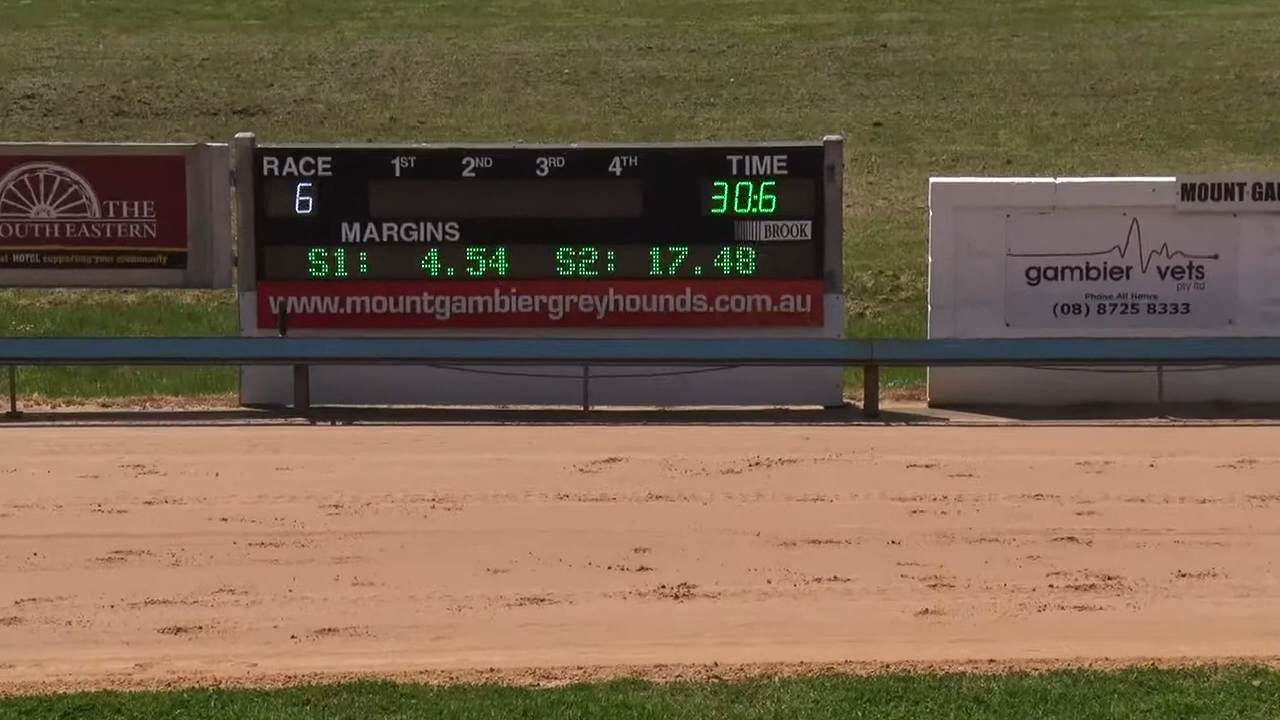 RACE 1ST 2ND 3RD 4TH TIME
6 30:6
MARGINS
BROOK
S1: 4.54 S2: 17.48
www.mountgambiergreyhounds.com.au
THE
OUTH EASTERN
HOTEL supporting your community
MOUNT GA
gambier vets
pty ltd
Phone All Hours
(08) 8725 8333